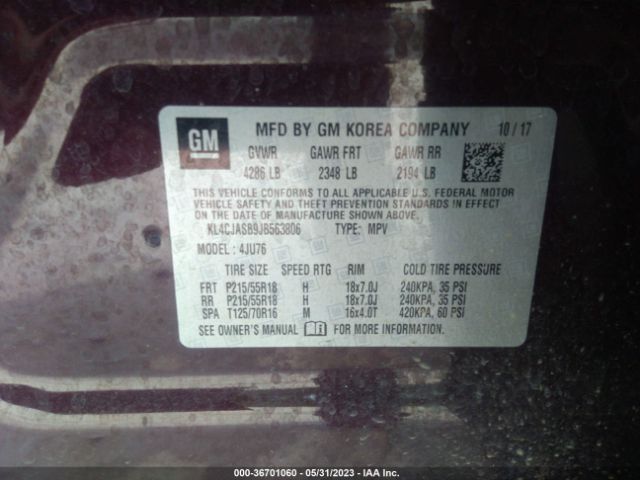 GM MFD BY GM KOREA COMPANY 10/17
GVWR GAWR FRT GAWR RR
4286 LB 2348 LB 2194 LB
THIS VEHICLE CONFORMS TO ALL APPLICABLE U.S. FEDERAL MOTOR
VEHICLE SAFETY AND THEFT PREVENTION STANDARDS IN EFFECT
ON THE DATE OF MANUFACTURE SHOWN ABOVE.
KL4CJASB9JB563806 TYPE: MPV
MODEL: 4JU76
TIRE SIZE SPEED RTG RIM COLD TIRE PRESSURE
FRT P215/55R18 H 18x7.0J 240KPA, 35 PSI
RR P215/55R18 H 18x7.0J 240KPA, 35 PSI
SPA T125/70R16 M 16x4.0T 420KPA, 60 PSI
SEE OWNER'S MANUAL FOR MORE INFORMATION.
000-36701060 - 05/31/2023 - IAA Inc.